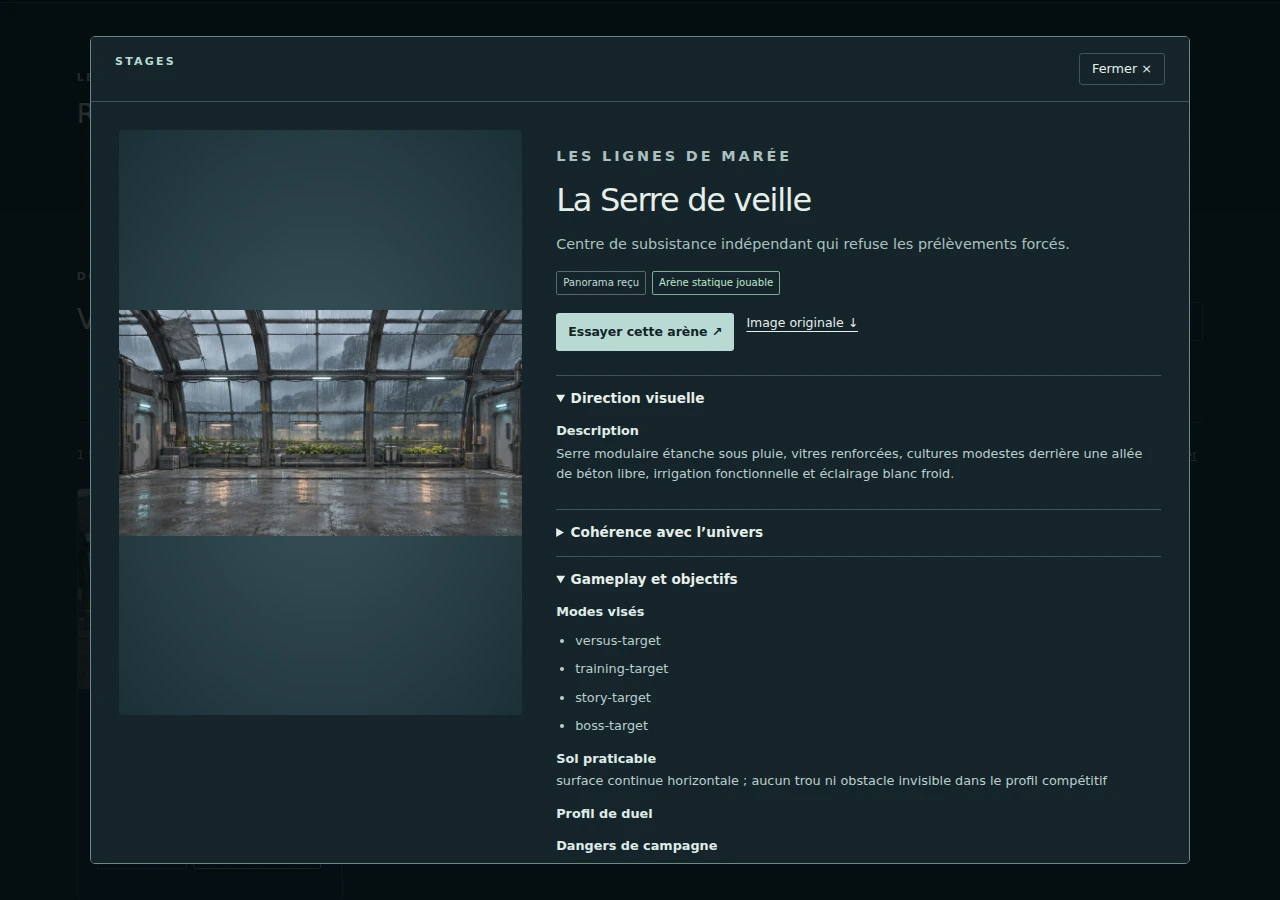 STAGES
Fermer ×
LES LIGNES DE MARÉE
La Serre de veille
Centre de subsistance indépendant qui refuse les prélèvements forcés.
Panorama reçu
Arène statique jouable
Essayer cette arène ↗
Image originale ↓
▼ Direction visuelle
Description
Serre modulaire étanche sous pluie, vitres renforcées, cultures modestes derrière une allée
de béton libre, irrigation fonctionnelle et éclairage blanc froid.
▶ Cohérence avec l’univers
▼ Gameplay et objectifs
Modes visés
• versus-target
• training-target
• story-target
• boss-target
Sol praticable
surface continue horizontale ; aucun trou ni obstacle invisible dans le profil compétitif
Profil de duel
Dangers de campagne